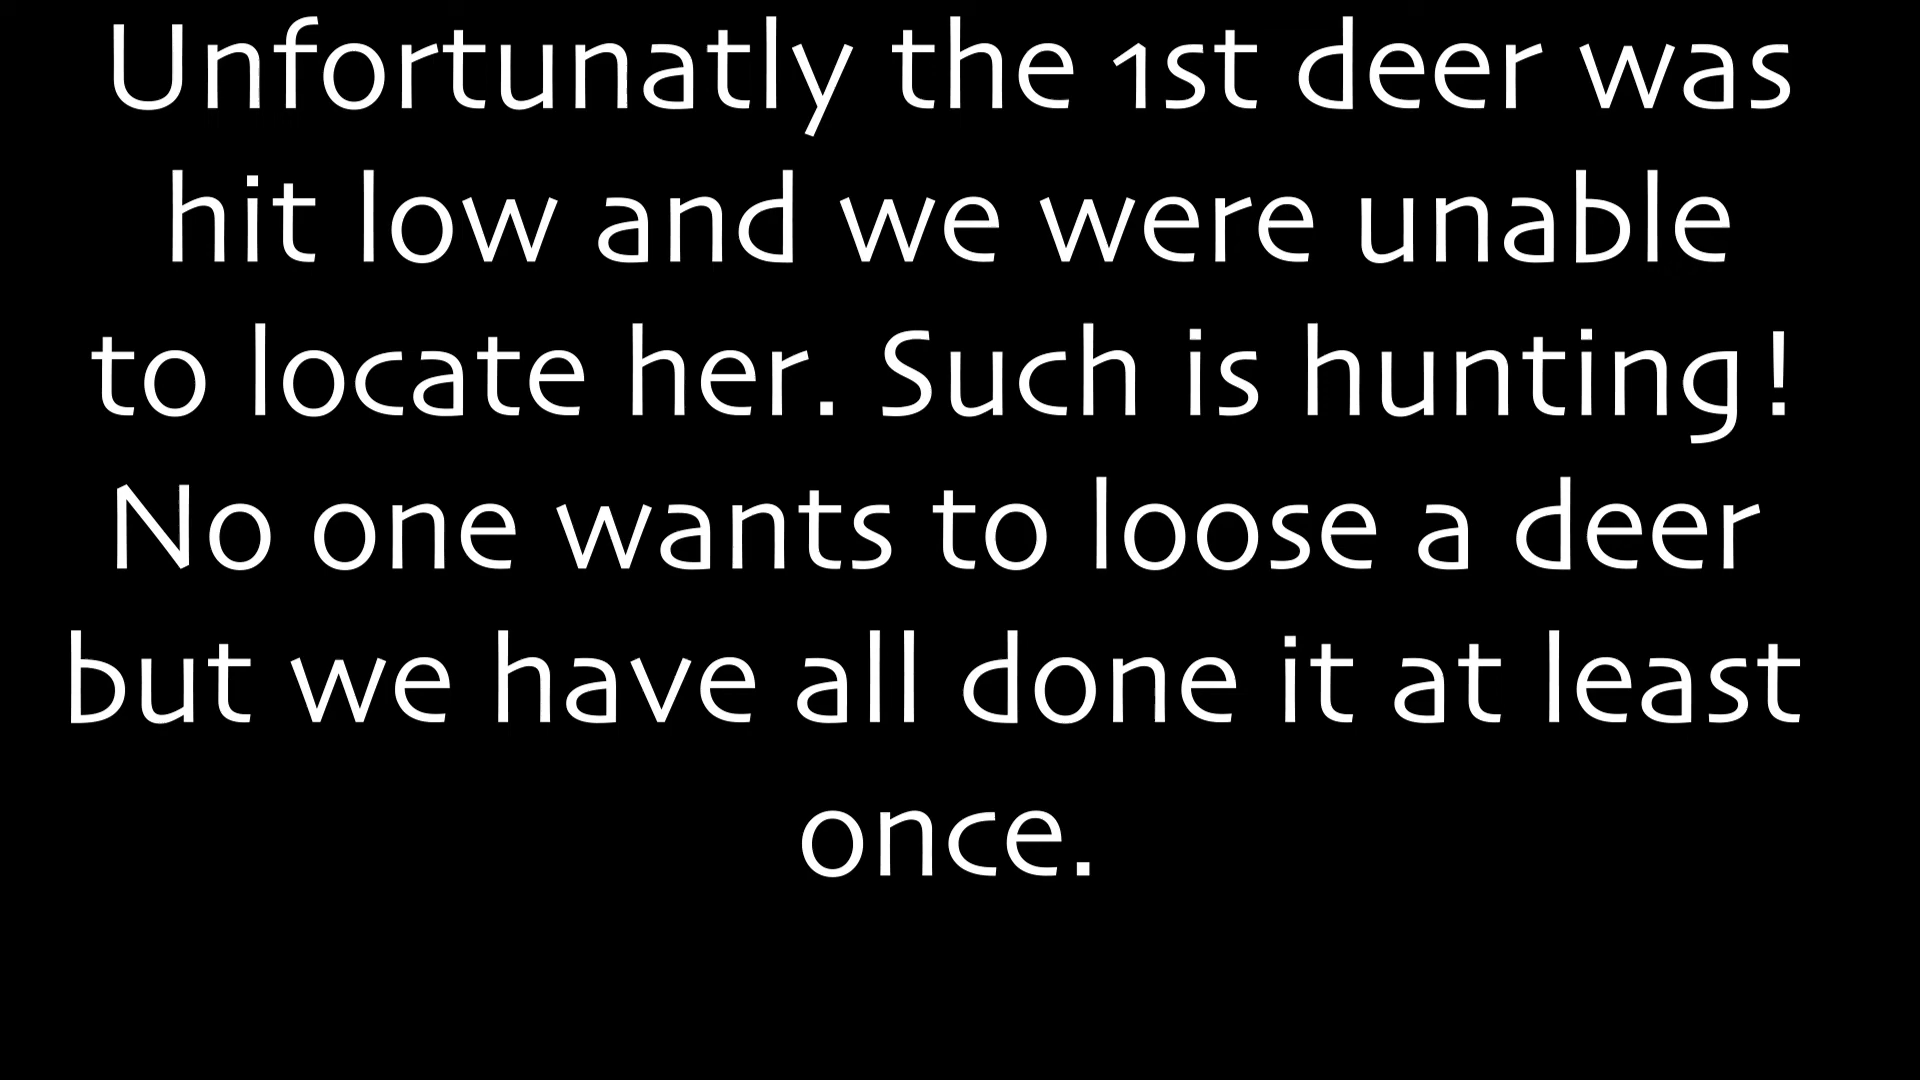 Unfortunatly the 1st deer was
hit low and we were unable
to locate her. Such is hunting!
No one wants to loose a deer
but we have all done it at least
once.